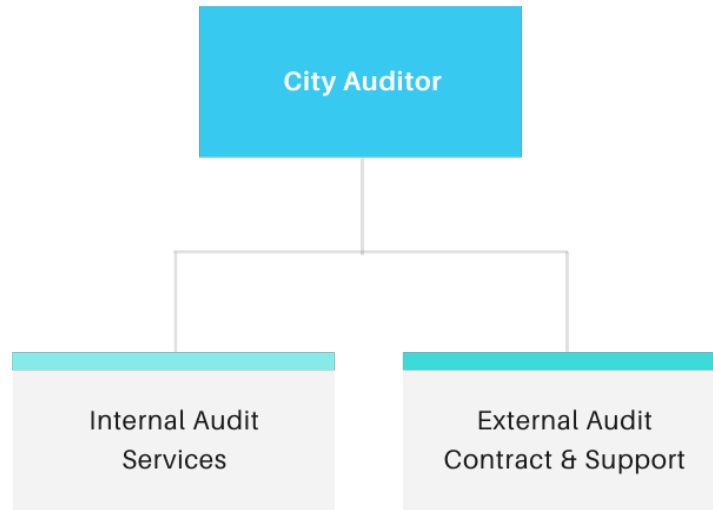 City Auditor
Internal Audit
Services
External Audit
Contract & Support